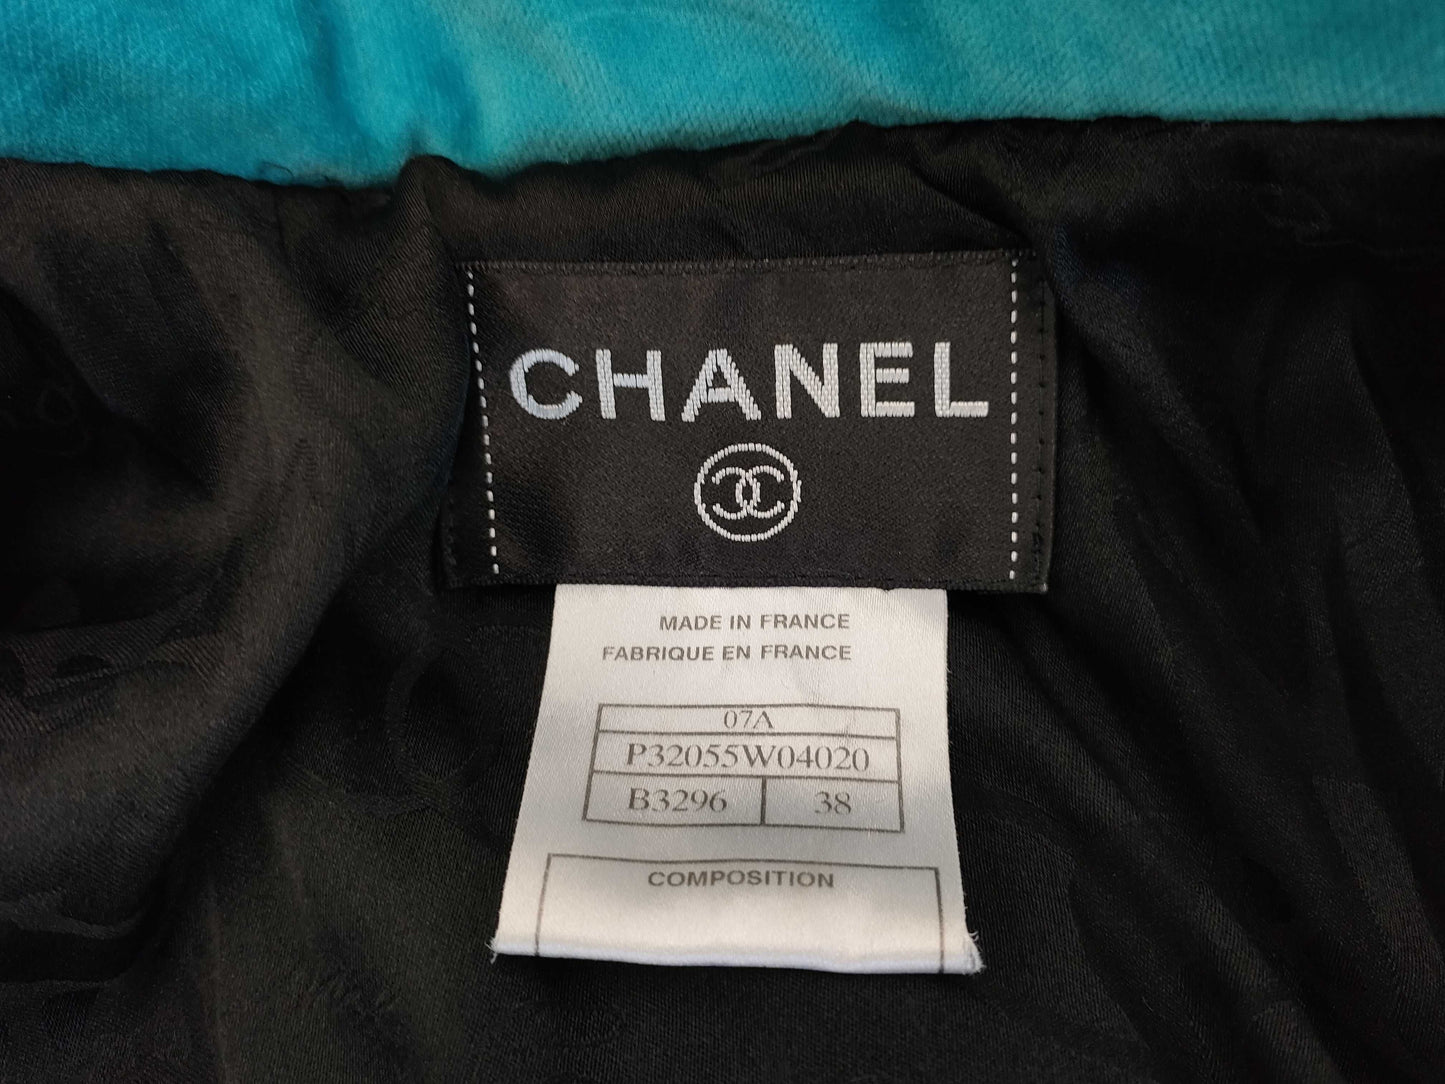 CHANEL
MADE IN FRANCE
FABRIQUE EN FRANCE
07A
P32055W04020
B3296 38
COMPOSITION